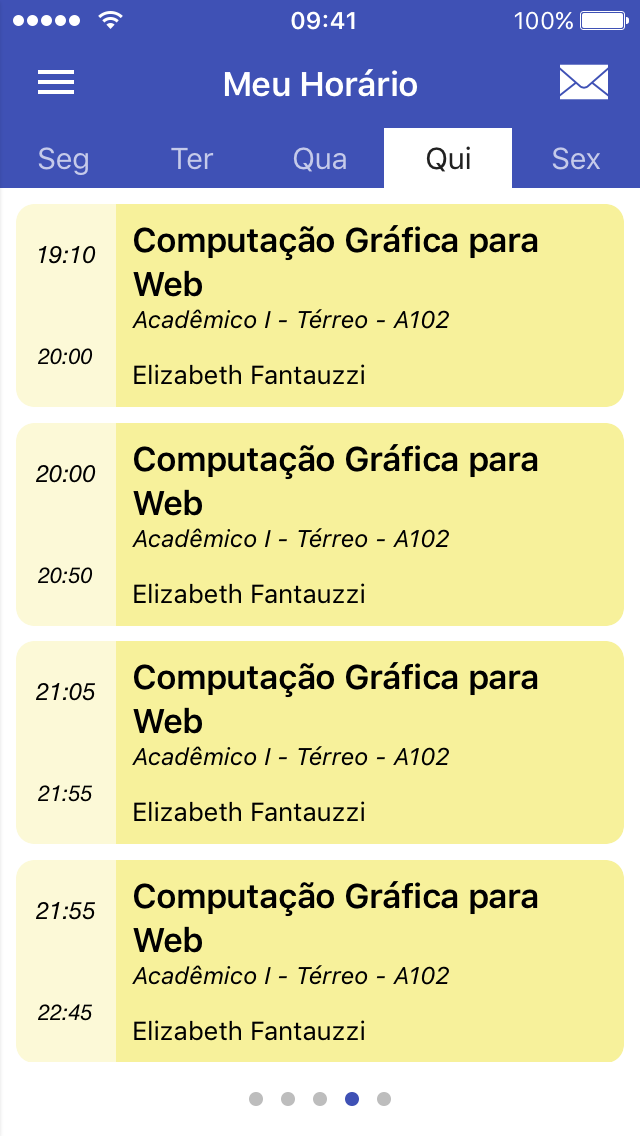 09:41 100%
Meu Horário
Seg Ter Qua Qui Sex
19:10
Computação Gráfica para
Web
Acadêmico I - Térreo - A102
20:00
Elizabeth Fantauzzi
20:00
Computação Gráfica para
Web
Acadêmico I - Térreo - A102
20:50
Elizabeth Fantauzzi
21:05
Computação Gráfica para
Web
Acadêmico I - Térreo - A102
21:55
Elizabeth Fantauzzi
21:55
Computação Gráfica para
Web
Acadêmico I - Térreo - A102
22:45
Elizabeth Fantauzzi